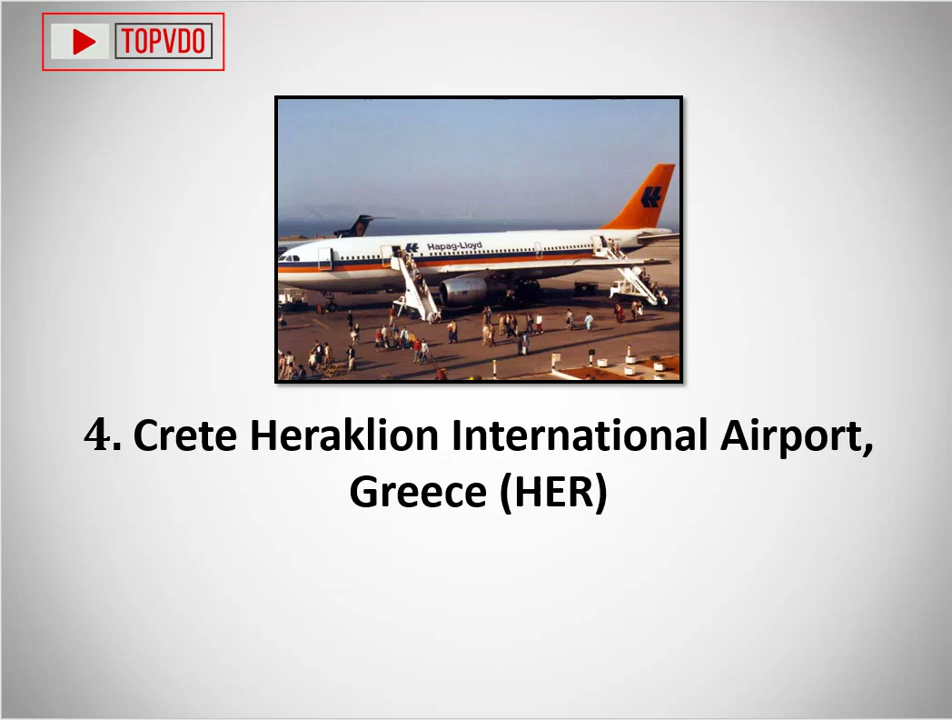 TOPVDO
Hapag-Lloyd
4. Crete Heraklion International Airport,
Greece (HER)